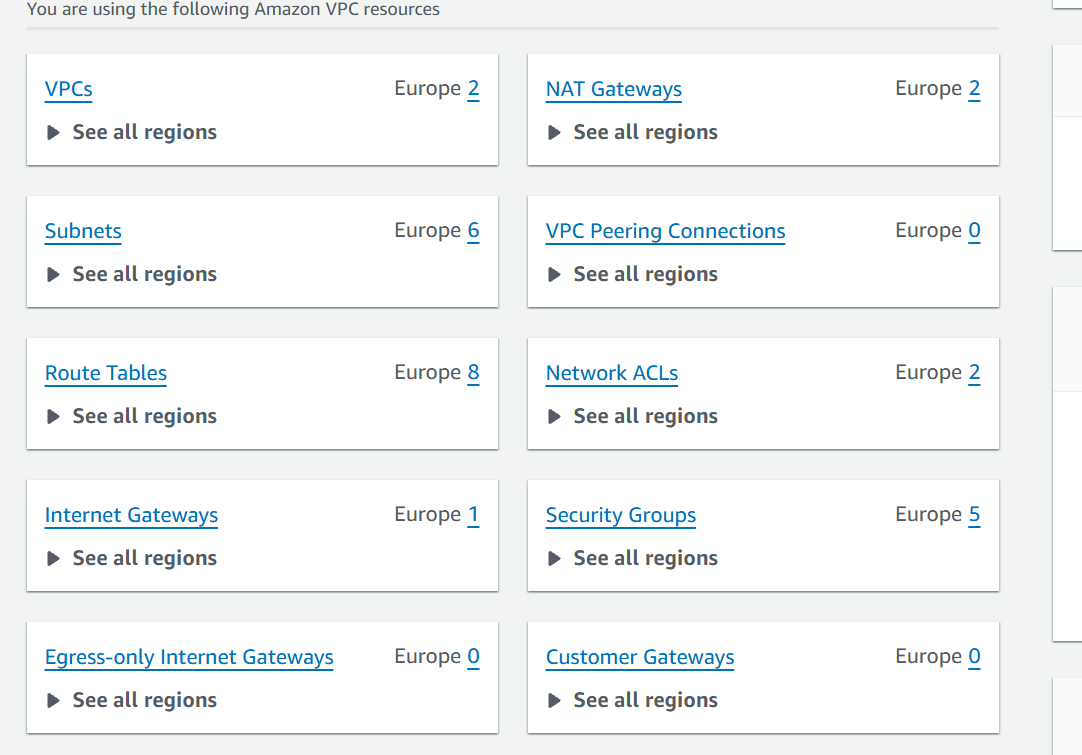 You are using the following Amazon VPC resources
VPCs Europe 2
See all regions
NAT Gateways Europe 2
See all regions
Subnets Europe 6
See all regions
VPC Peering Connections Europe 0
See all regions
Route Tables Europe 8
See all regions
Network ACLs Europe 2
See all regions
Internet Gateways Europe 1
See all regions
Security Groups Europe 5
See all regions
Egress-only Internet Gateways Europe 0
See all regions
Customer Gateways Europe 0
See all regions